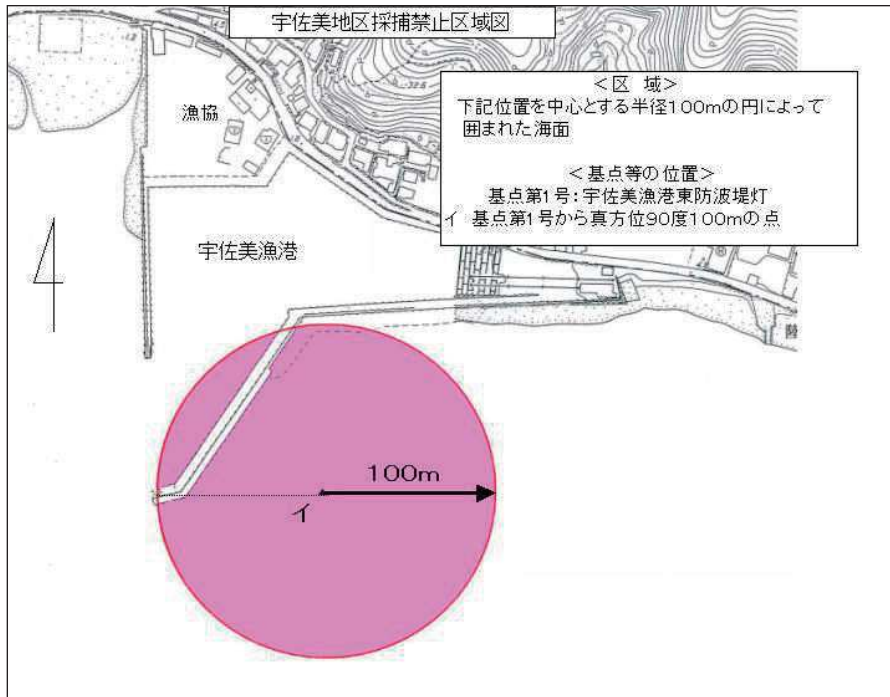 宇佐美地区採捕禁止区域図
<区 域>
下記位置を中心とする半径100mの円によって
囲まれた海面
<基点等の位置>
基点第1号：宇佐美漁港東防波堤灯
イ 基点第1号から真方位90度100mの点
漁協
宇佐美漁港
100m
イ